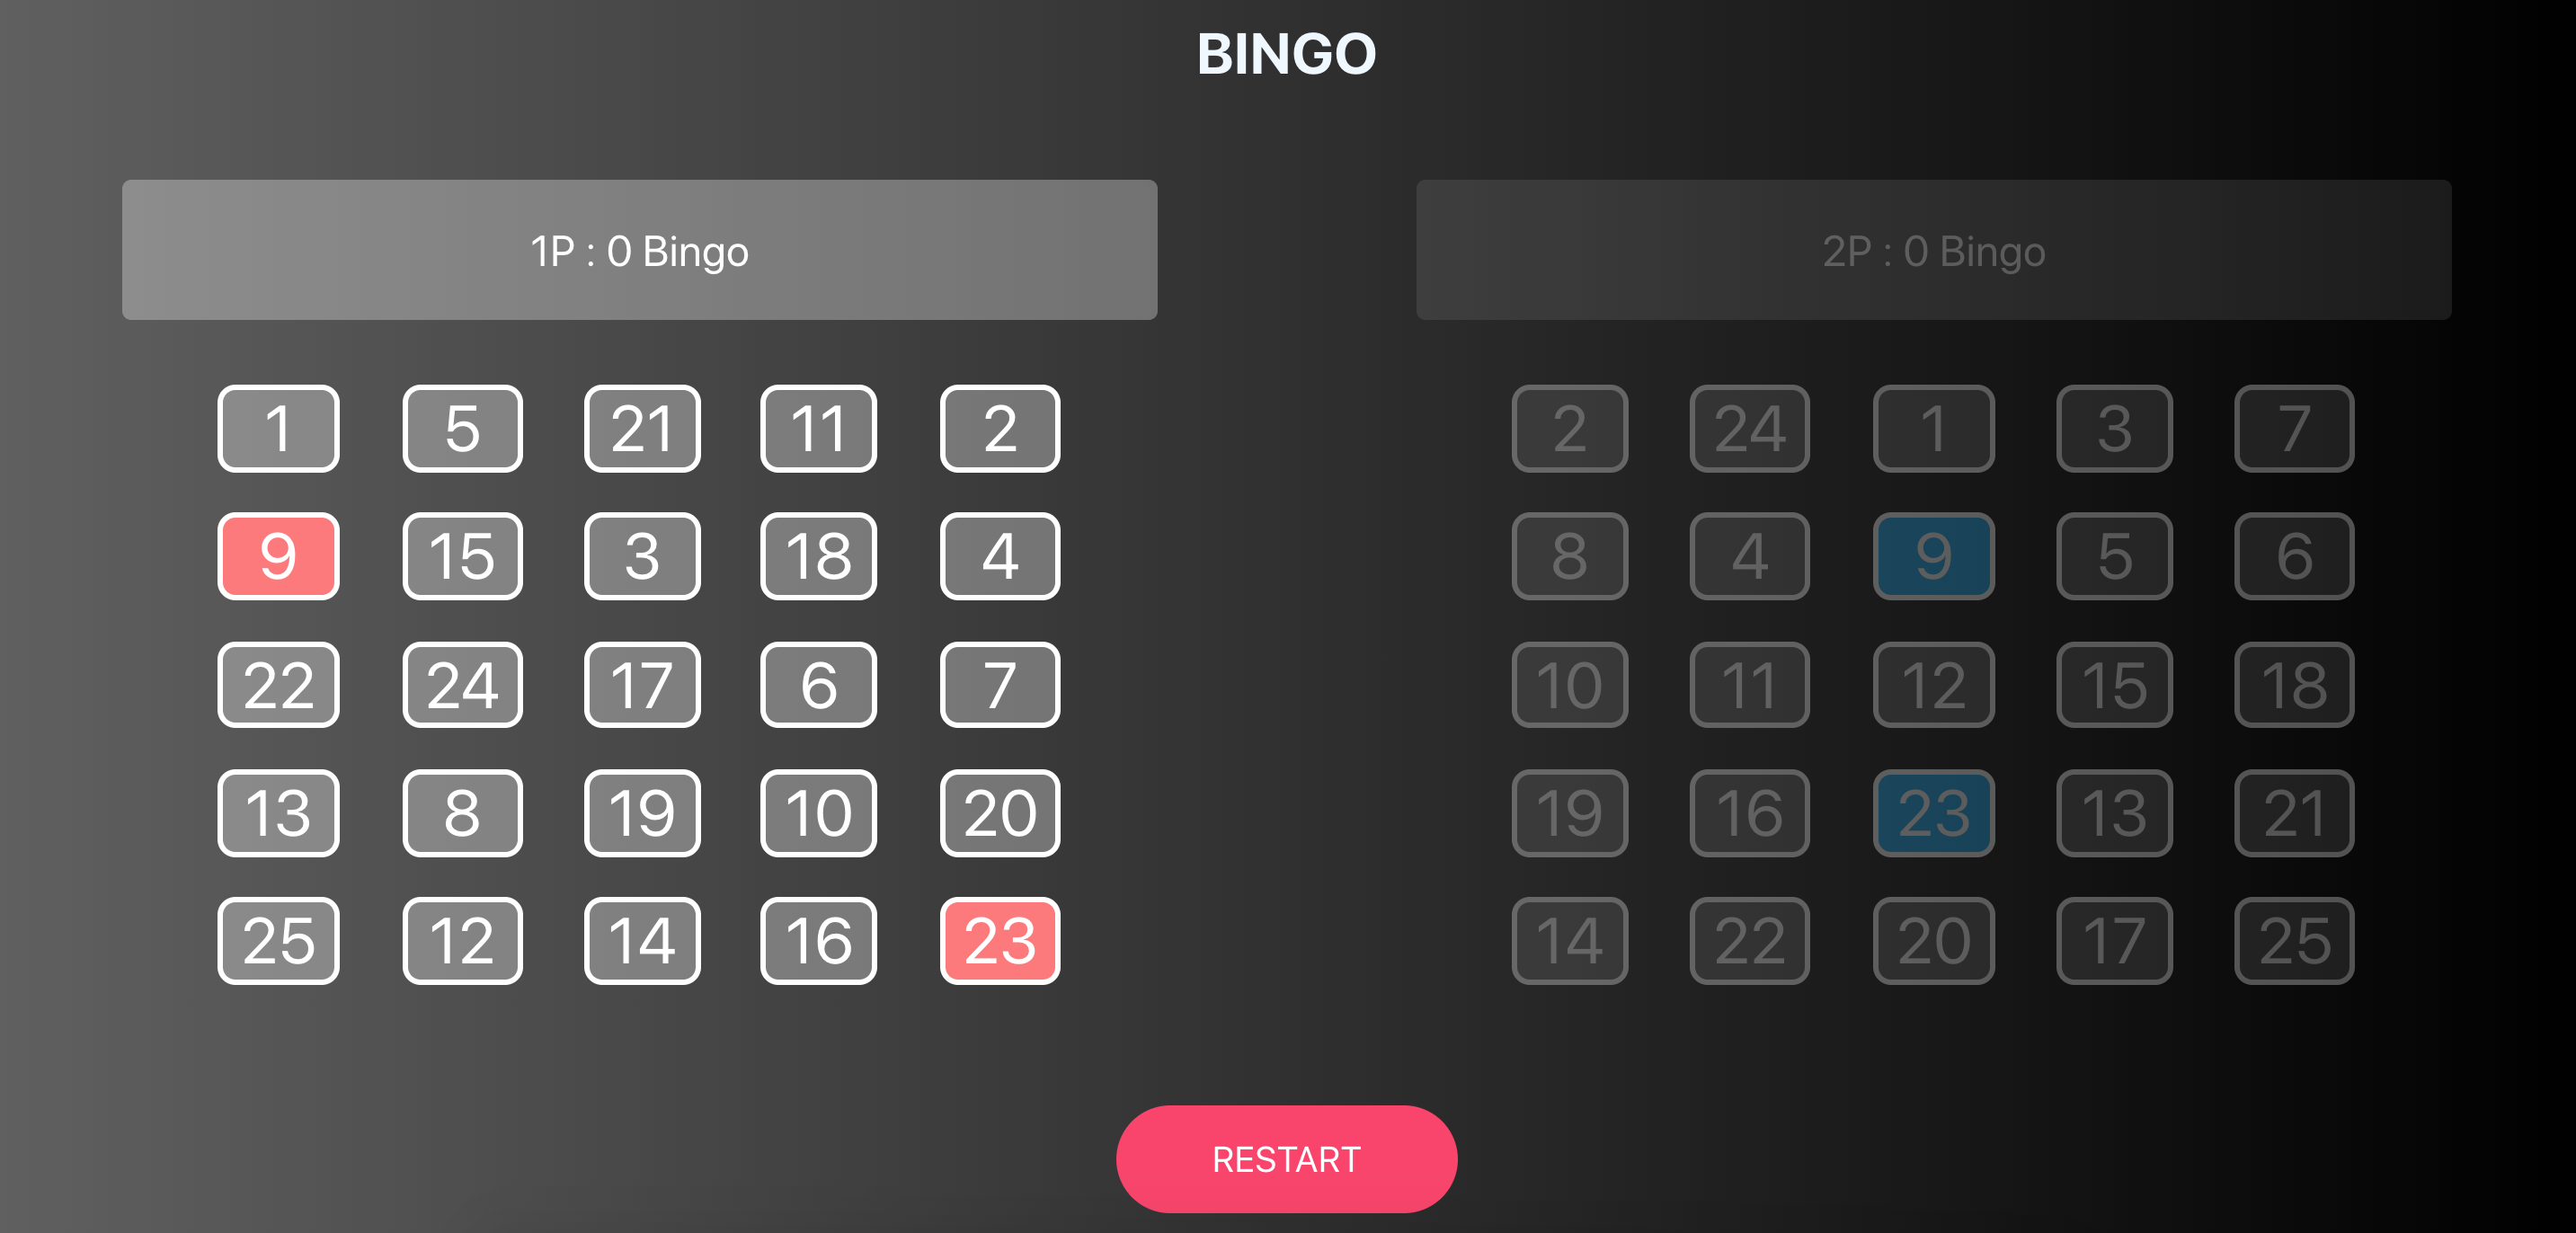 BINGO
1P : 0 Bingo
1 5 21 11 2
9 15 3 18 4
22 24 17 6 7
13 8 19 10 20
25 12 14 16 23
2P : 0 Bingo
2 24 1 3 7
8 4 9 5 6
10 11 12 15 18
19 16 23 13 21
14 22 20 17 25
RESTART